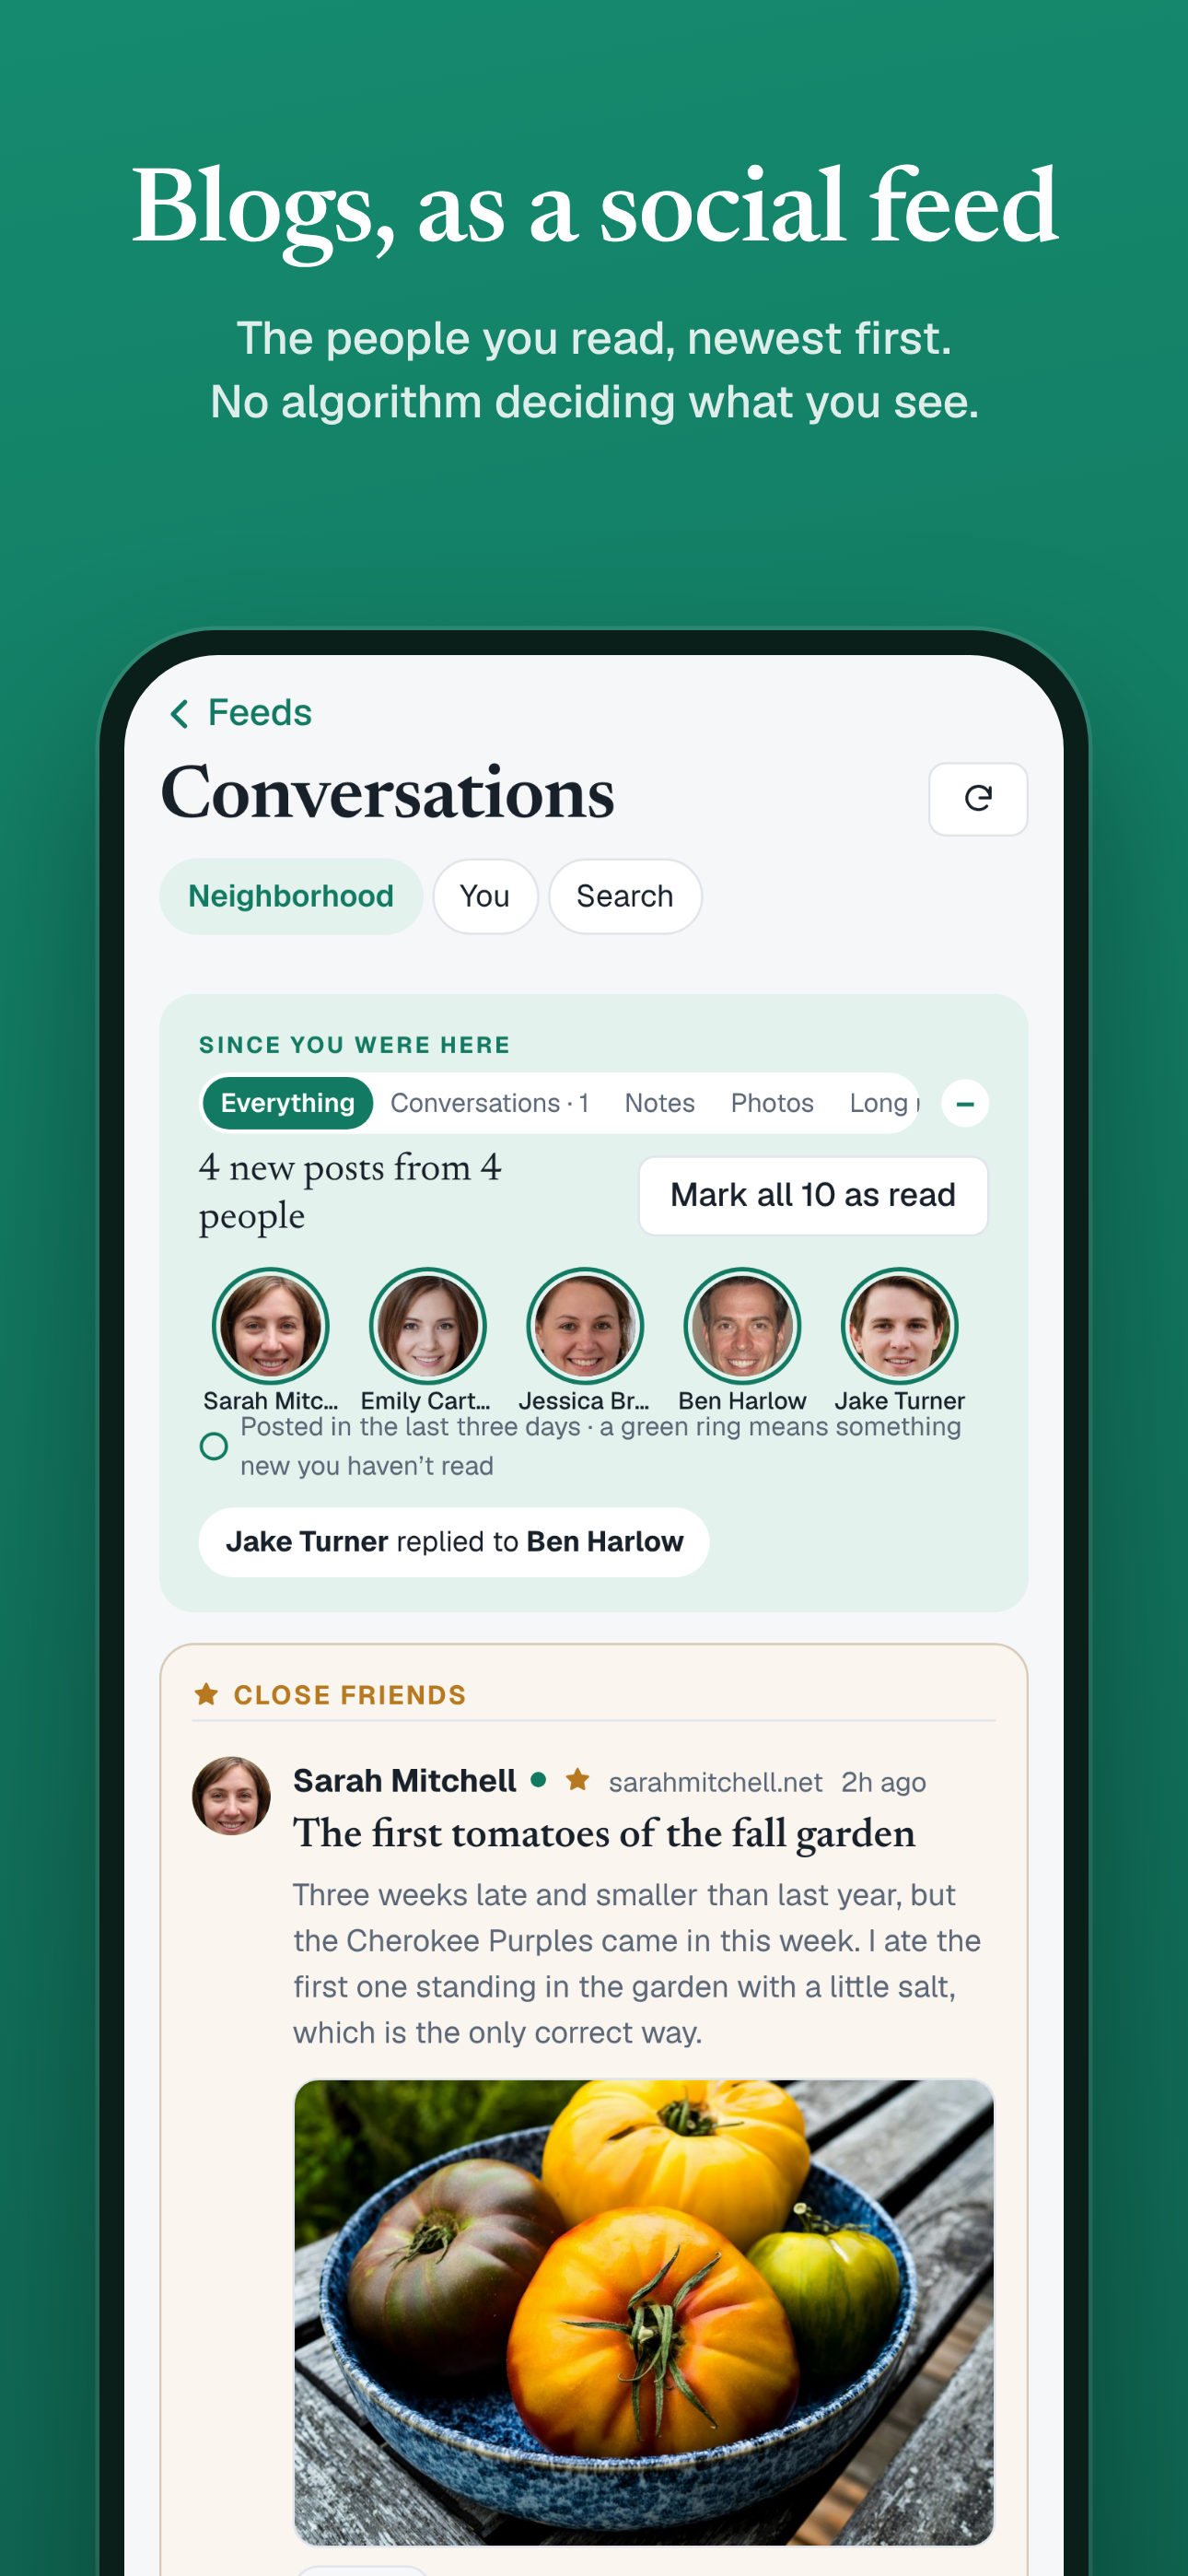 Blogs, as a social feed
The people you read, newest first.
No algorithm deciding what you see.
Feeds
Conversations
Neighborhood You Search
SINCE YOU WERE HERE
Everything Conversations · 1 Notes Photos Long
4 new posts from 4
people
Mark all 10 as read
Sarah Mitc... Emily Cart... Jessica Br... Ben Harlow Jake Turner
Posted in the last three days · a green ring means something
new you haven’t read
Jake Turner replied to Ben Harlow
CLOSE FRIENDS
Sarah Mitchell sarahmitchell.net 2h ago
The first tomatoes of the fall garden
Three weeks late and smaller than last year, but
the Cherokee Purples came in this week. I ate the
first one standing in the garden with a little salt,
which is the only correct way.